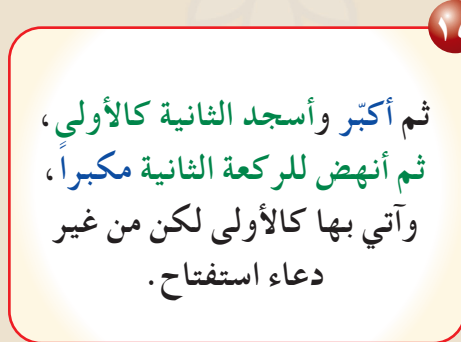 ثم أكبّر وأسجد الثانية كالأولى،
ثم أنهض للركعة الثانية مكبراً،
وآتي بها كالأولى لكن من غير
دعاء استفتاح.